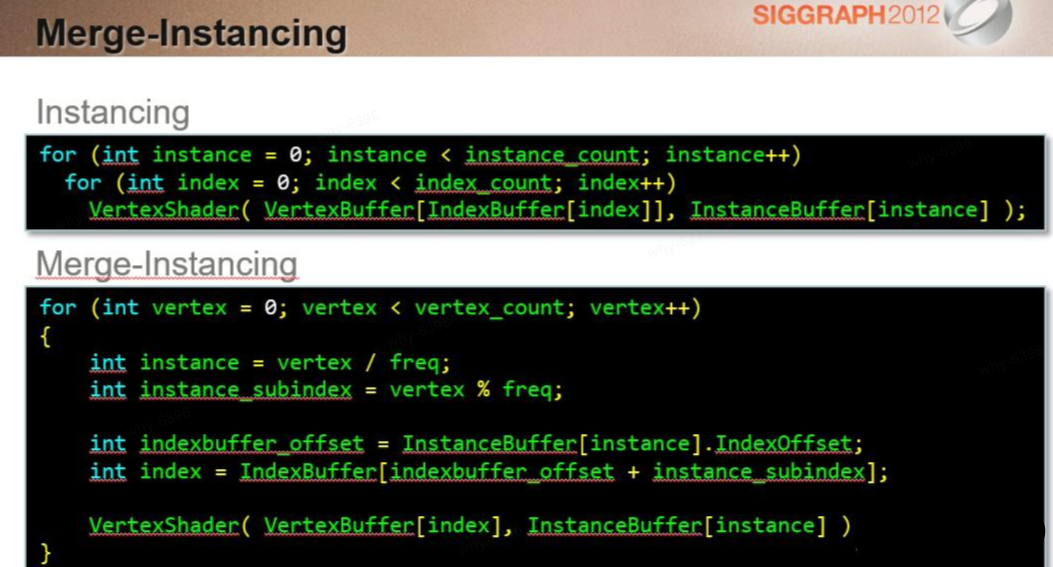 SIGGRAPH2012
Merge-Instancing
Instancing
for (int instance = 0; instance < instance_count; instance++)
for (int index = 0; index < index_count; index++)
VertexShader( VertexBuffer[IndexBuffer[index]], InstanceBuffer[instance] );
Merge-Instancing
for (int vertex = 0; vertex < vertex_count; vertex++)
{
int instance = vertex / freq;
int instance_subindex = vertex % freq;
int indexbuffer_offset = InstanceBuffer[instance].IndexOffset;
int index = IndexBuffer[indexbuffer_offset + instance_subindex];
VertexShader( VertexBuffer[index], InstanceBuffer[instance] )
}